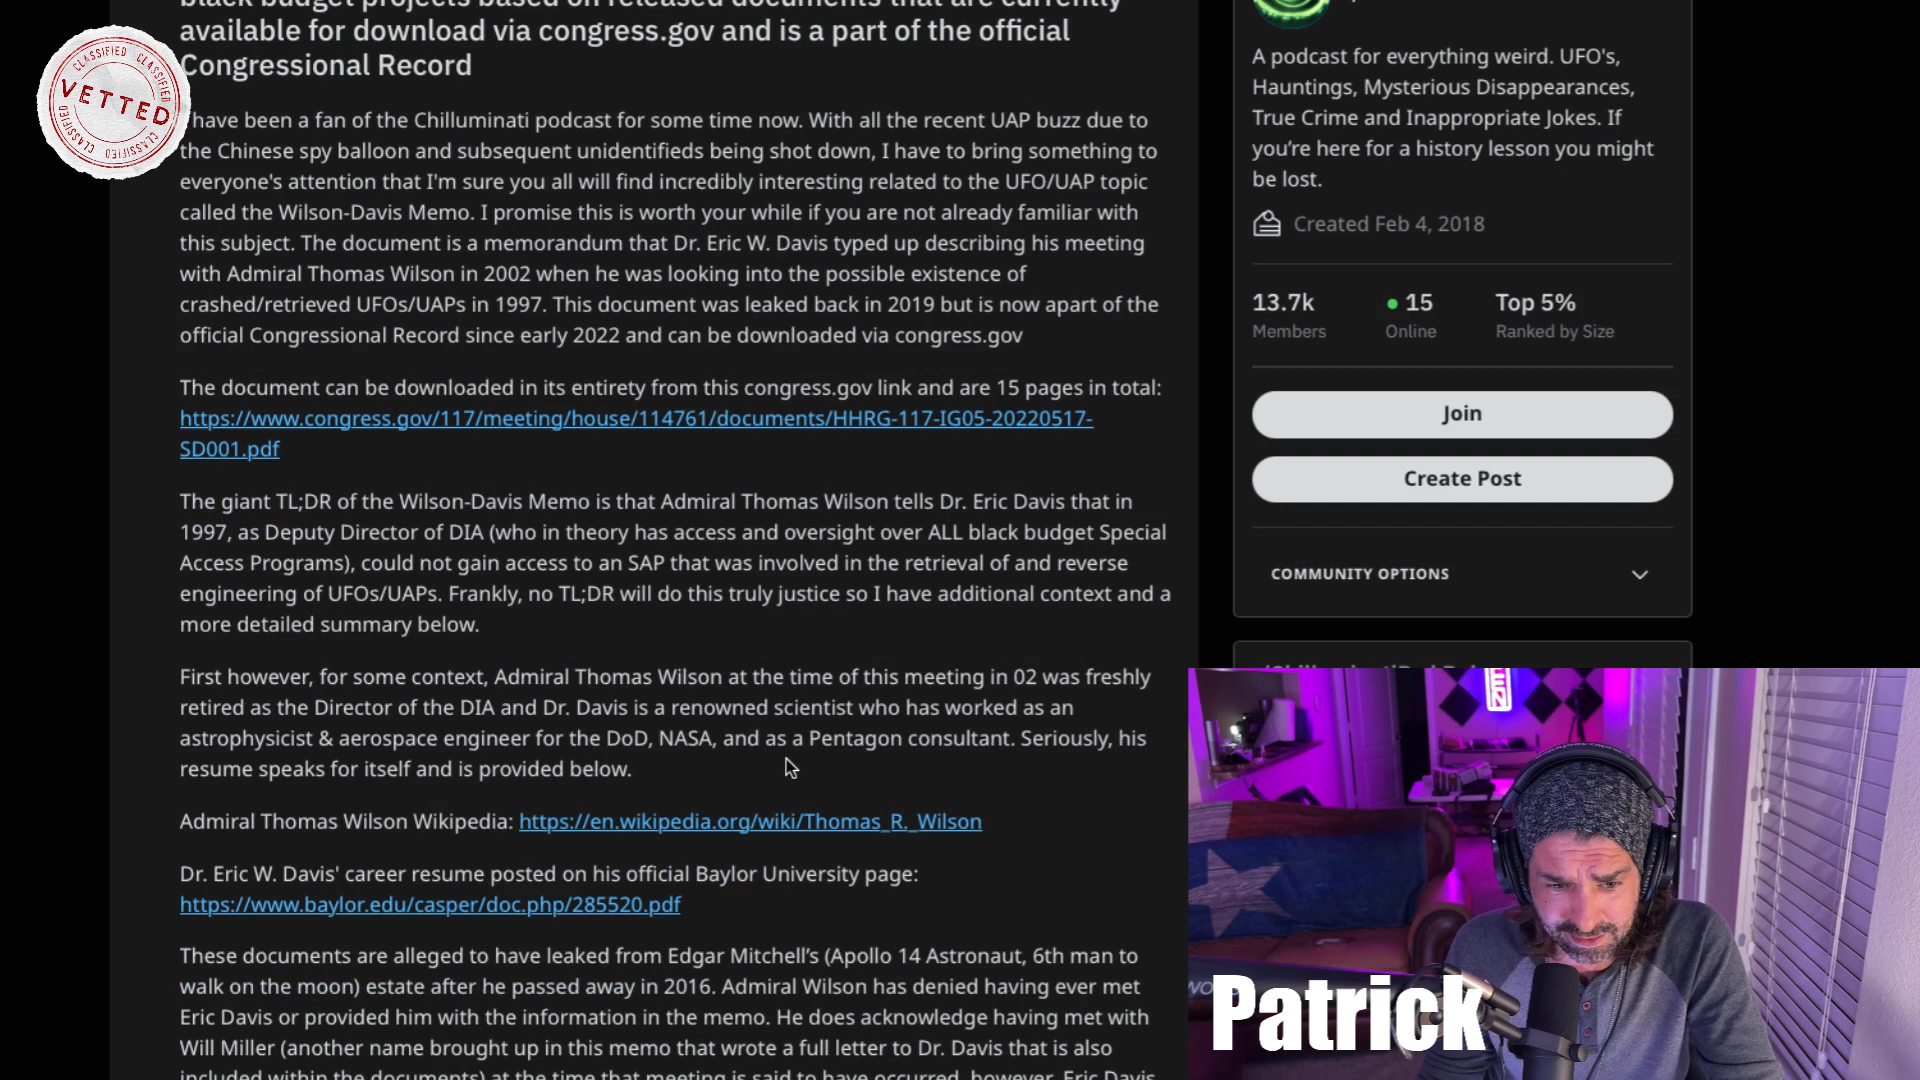 black budget projects based on released documents that are currently
available for download via congress.gov and is a part of the official
Congressional Record
CLASSIFIED
CLASSIFIED
VETTED
CLASSIFIED
CLASSIFIED
CLASSIFIED
have been a fan of the Chilluminati podcast for some time now. With all the recent UAP buzz due to
the Chinese spy balloon and subsequent unidentifieds being shot down, I have to bring something to
everyone's attention that I'm sure you all will find incredibly interesting related to the UFO/UAP topic
called the Wilson-Davis Memo. I promise this is worth your while if you are not already familiar with
this subject. The document is a memorandum that Dr. Eric W. Davis typed up describing his meeting
with Admiral Thomas Wilson in 2002 when he was looking into the possible existence of
crashed/retrieved UFOs/UAPs in 1997. This document was leaked back in 2019 but is now apart of the
official Congressional Record since early 2022 and can be downloaded via congress.gov
The document can be downloaded in its entirety from this congress.gov link and are 15 pages in total:
https://www.congress.gov/117/meeting/house/114761/documents/HHRG-117-IG05-20220517-
SD001.pdf
The giant TL;DR of the Wilson-Davis Memo is that Admiral Thomas Wilson tells Dr. Eric Davis that in
1997, as Deputy Director of DIA (who in theory has access and oversight over ALL black budget Special
Access Programs), could not gain access to an SAP that was involved in the retrieval of and reverse
engineering of UFOs/UAPs. Frankly, no TL;DR will do this truly justice so I have additional context and a
more detailed summary below.
First however, for some context, Admiral Thomas Wilson at the time of this meeting in 02 was freshly
retired as the Director of the DIA and Dr. Davis is a renowned scientist who has worked as an
astrophysicist & aerospace engineer for the DoD, NASA, and as a Pentagon consultant. Seriously, his
resume speaks for itself and is provided below.
Admiral Thomas Wilson Wikipedia: https://en.wikipedia.org/wiki/Thomas_R._Wilson
Dr. Eric W. Davis' career resume posted on his official Baylor University page:
https://www.baylor.edu/casper/doc.php/285520.pdf
These documents are alleged to have leaked from Edgar Mitchell's (Apollo 14 Astronaut, 6th man to
walk on the moon) estate after he passed away in 2016. Admiral Wilson has denied having ever met
Eric Davis or provided him with the information in the memo. He does acknowledge having met with
Will Miller (another name brought up in this memo that wrote a full letter to Dr. Davis that is also
included within the documents) at the time that meeting is said to have occurred, however, Eric Davis
A podcast for everything weird. UFO's,
Hauntings, Mysterious Disappearances,
True Crime and Inappropriate Jokes. If
you're here for a history lesson you might
be lost.
Created Feb 4, 2018
13.7k 15 Top 5%
Members Online Ranked by Size
Join
Create Post
COMMUNITY OPTIONS
Patrick